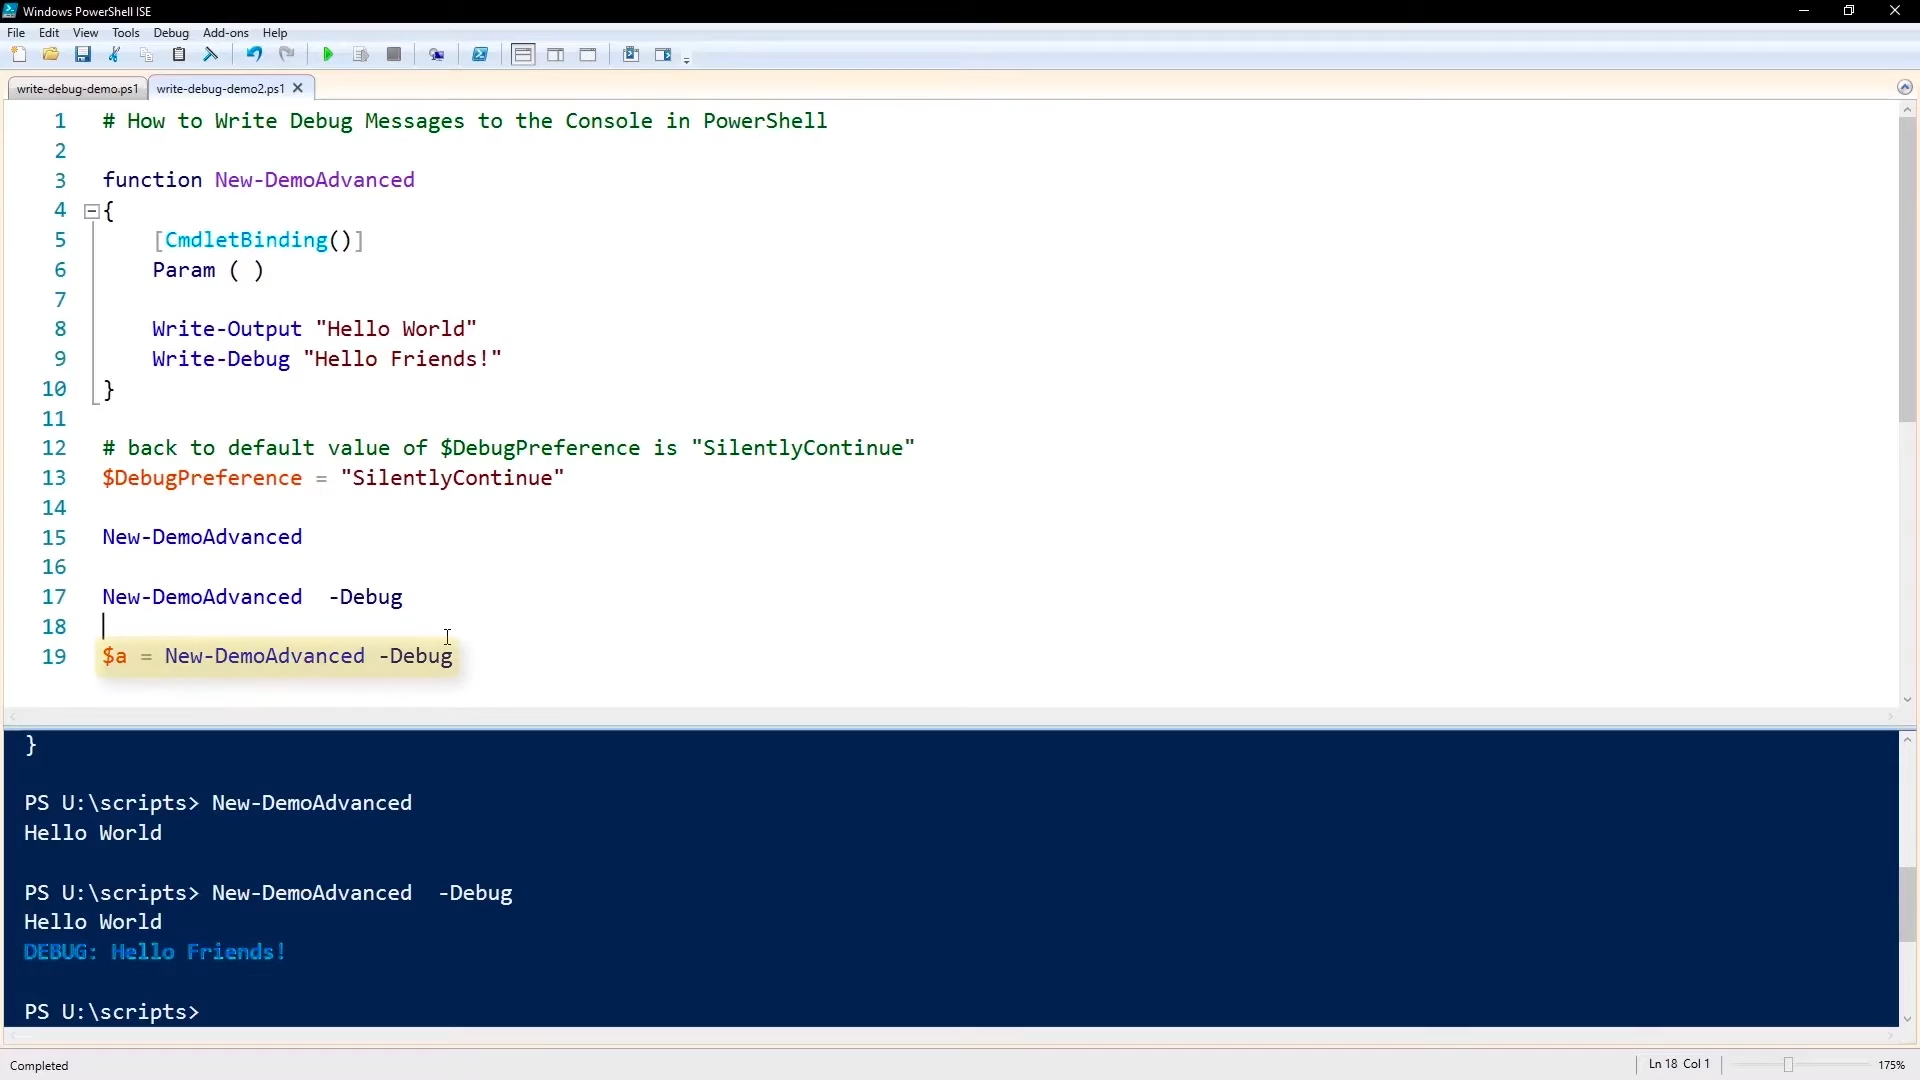 Windows PowerShell ISE
File Edit View Tools Debug Add-ons Help
write-debug-demo.ps1 write-debug-demo2.ps1
1 # How to Write Debug Messages to the Console in PowerShell
2
3 function New-DemoAdvanced
4 {
5 [CmdletBinding()]
6 Param ( )
7
8 Write-Output "Hello World"
9 Write-Debug "Hello Friends!"
10 }
11
12 # back to default value of $DebugPreference is "SilentlyContinue"
13 $DebugPreference = "SilentlyContinue"
14
15 New-DemoAdvanced
16
17 New-DemoAdvanced  -Debug
18
19 $a = New-DemoAdvanced -Debug
}
PS U:\scripts> New-DemoAdvanced
Hello World
PS U:\scripts> New-DemoAdvanced  -Debug
Hello World
DEBUG: Hello Friends!
PS U:\scripts>
Completed Ln 18 Col 1 175%